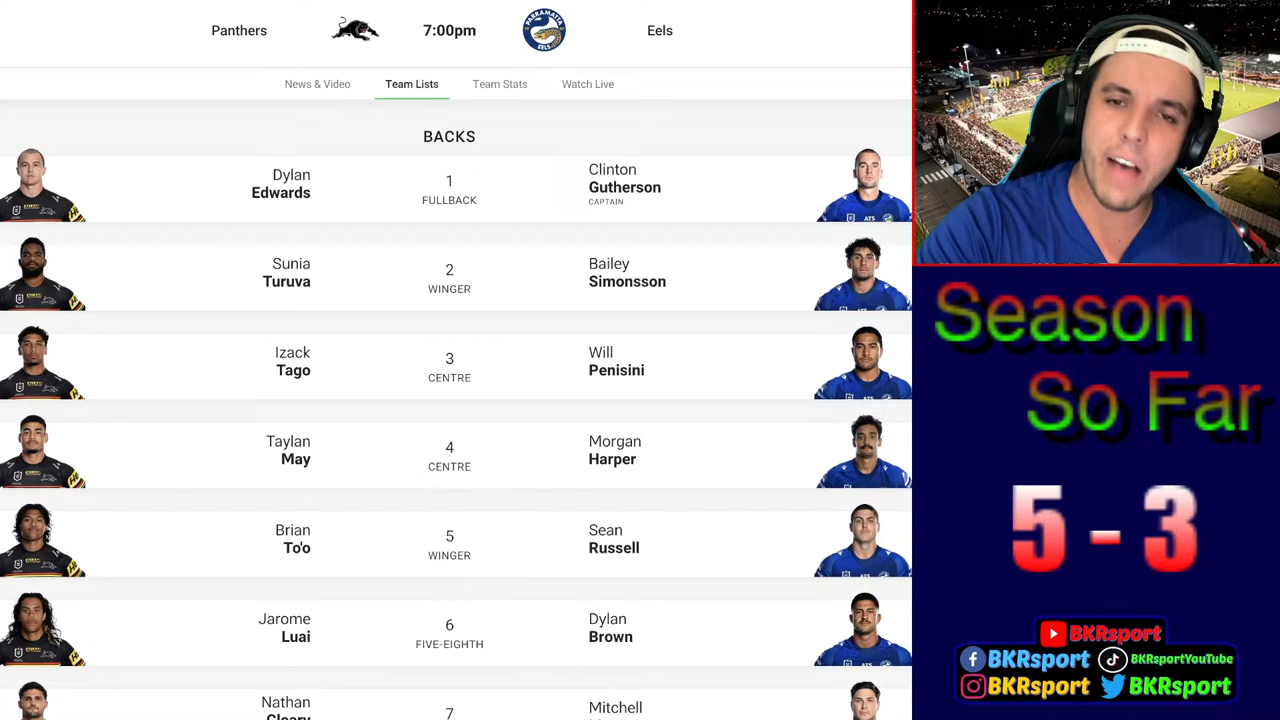 Panthers 7:00pm PARRAMATTA EELS Eels
News & Video Team Lists Team Stats Watch Live
BACKS
Dylan Edwards 1 FULLBACK Clinton Gutherson CAPTAIN
Sunia Turuva 2 WINGER Bailey Simonsson
Izack Tago 3 CENTRE Will Penisini
Taylan May 4 CENTRE Morgan Harper
Brian To'o 5 WINGER Sean Russell
Jarome Luai 6 FIVE-EIGHTH Dylan Brown
Nathan Cleary 7 Mitchell
Season
So Far
5 - 3
BKRsport
BKRsport BKRsportYouTube
BKRsport BKRsport